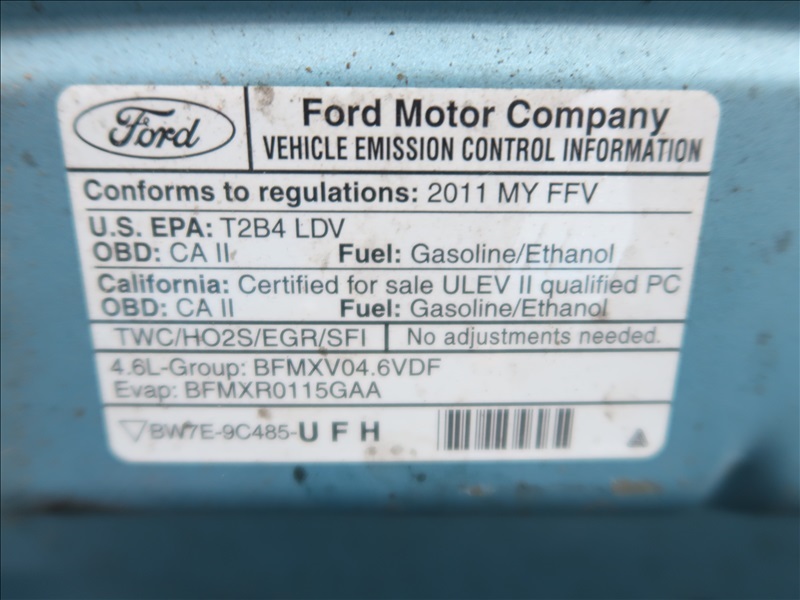 Ford
Ford Motor Company
VEHICLE EMISSION CONTROL INFORMATION
Conforms to regulations: 2011 MY FFV
U.S. EPA: T2B4 LDV
OBD: CA II Fuel: Gasoline/Ethanol
California: Certified for sale ULEV II qualified PC
OBD: CA II Fuel: Gasoline/Ethanol
TWC/HO2S/EGR/SFI No adjustments needed.
4.6L-Group: BFMXV04.6VDF
Evap: BFMXR0115GAA
BW7E-9C485-U F H